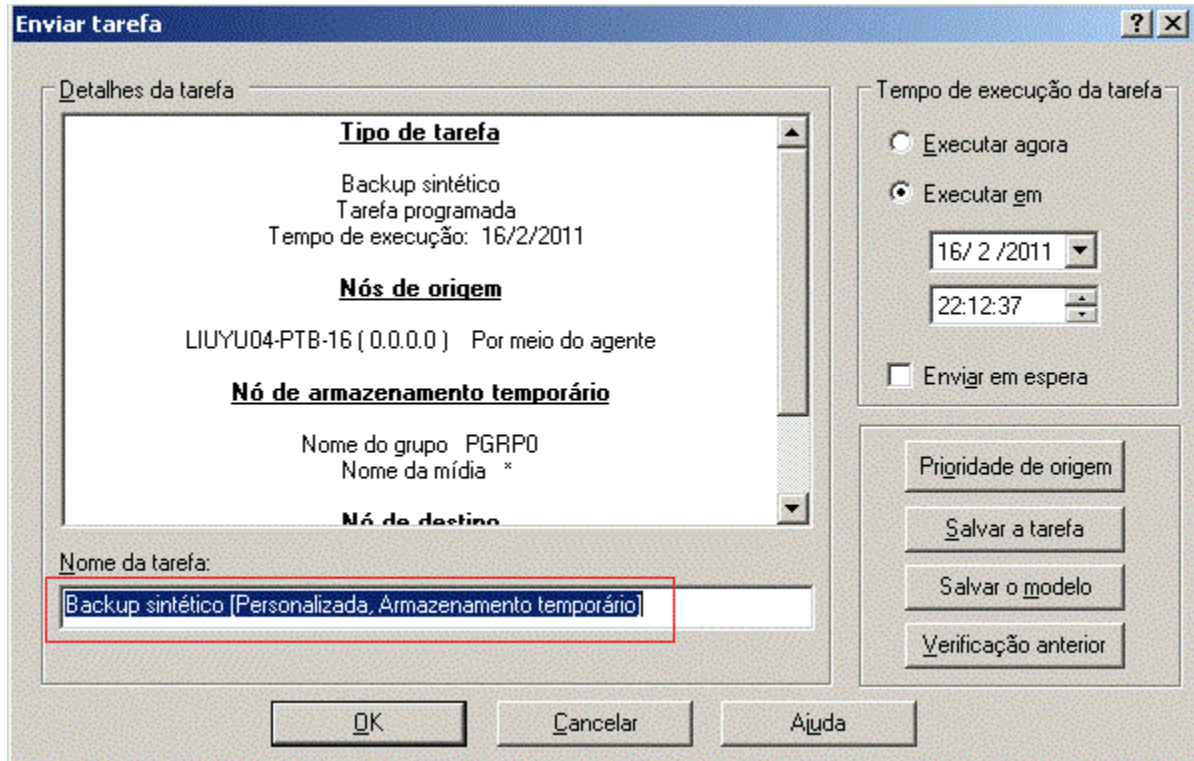 Enviar tarefa
Detalhes da tarefa
Tipo de tarefa
Backup sintético
Tarefa programada
Tempo de execução: 16/2/2011
Nós de origem
LIUYU04-PTB-16 ( 0.0.0.0 ) Por meio do agente
Nó de armazenamento temporário
Nome do grupo PGRP0
Nome da mídia *
Nó de destino
Nome da tarefa:
Backup sintético [Personalizada, Armazenamento temporário]
Tempo de execução da tarefa
Executar agora
Executar em
16/ 2 /2011
22:12:37
Enviar em espera
Prioridade de origem
Salvar a tarefa
Salvar o modelo
Verificação anterior
OK
Cancelar
Ajuda